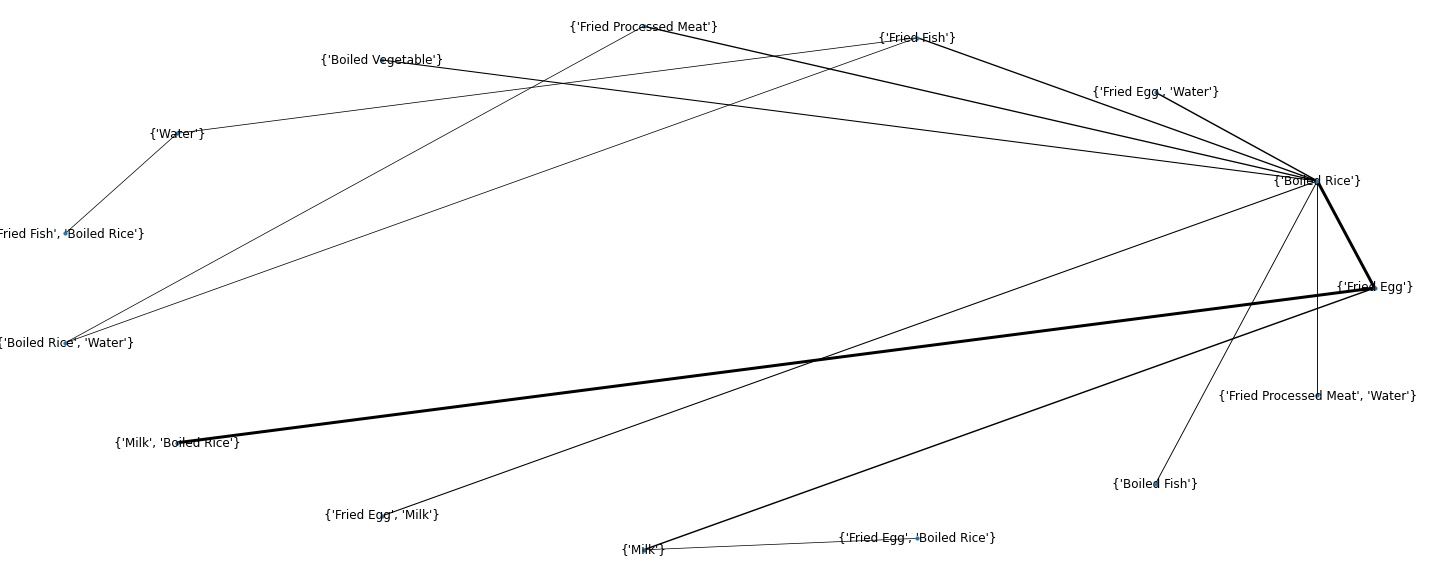 {'Fried Processed Meat'}
{'Fried Fish'}
{'Boiled Vegetable'}
{'Fried Egg', 'Water'}
{'Water'}
{'Boiled Rice'}
Fried Fish', 'Boiled Rice'}
{'Fried Egg'}
{'Boiled Rice', 'Water'}
{'Fried Processed Meat', 'Water'}
{'Milk', 'Boiled Rice'}
{'Boiled Fish'}
{'Fried Egg', 'Milk'}
{'Fried Egg', 'Boiled Rice'}
{'Milk'}